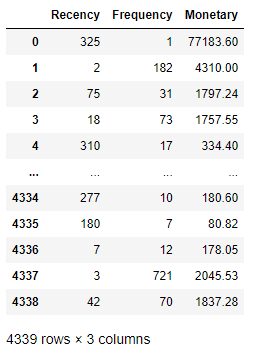 Recency Frequency Monetary
0 325 1 77183.60
1 2 182 4310.00
2 75 31 1797.24
3 18 73 1757.55
4 310 17 334.40
... ... ... ...
4334 277 10 180.60
4335 180 7 80.82
4336 7 12 178.05
4337 3 721 2045.53
4338 42 70 1837.28
4339 rows × 3 columns